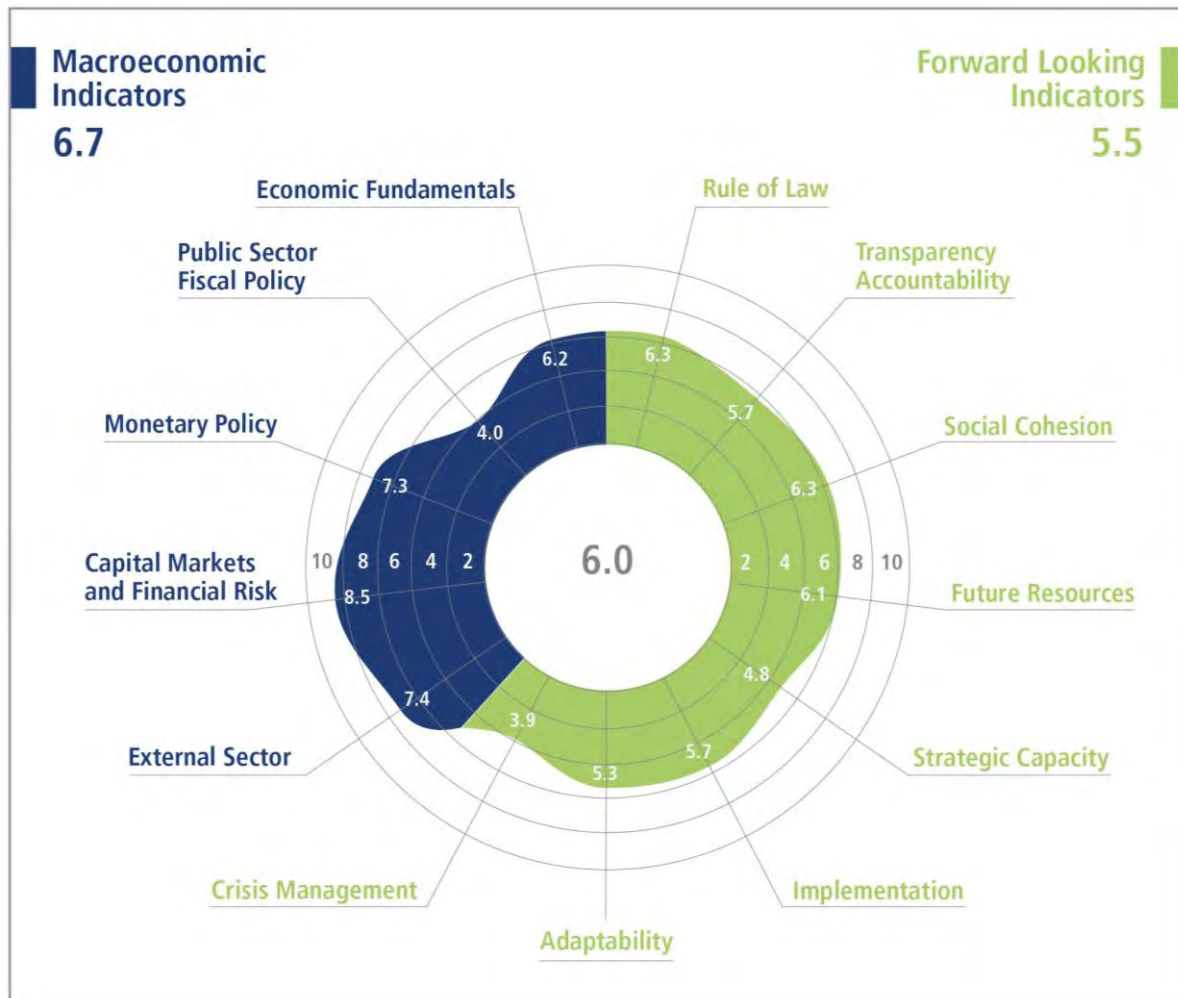 Macroeconomic
Indicators
6.7
Forward Looking
Indicators
5.5
Economic Fundamentals
Rule of Law
Public Sector
Fiscal Policy
Transparency
Accountability
6.2
6.3
5.7
4.0
Monetary Policy
Social Cohesion
7.3
6.3
Capital Markets
and Financial Risk
10 8 6 4 2
6.0
2 4 6 8 10
8.5
6.1
Future Resources
4.8
7.4
3.9
5.7
5.3
External Sector
Strategic Capacity
Crisis Management
Implementation
Adaptability